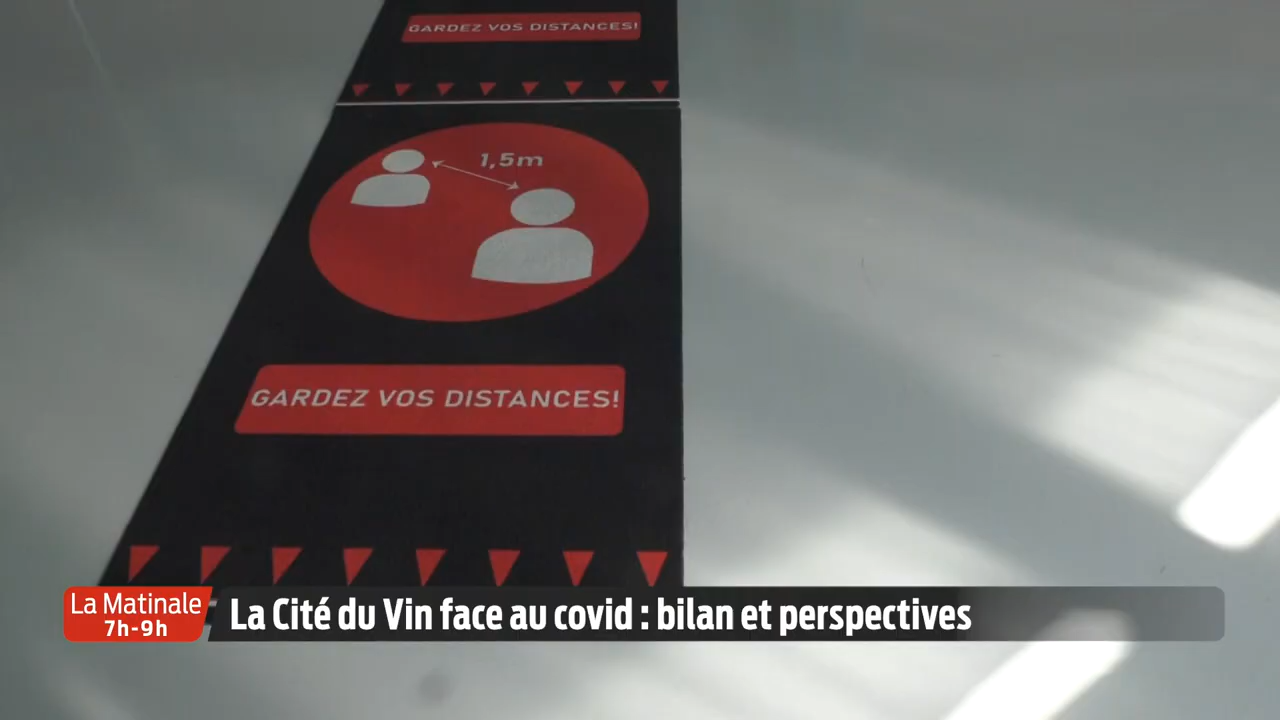 GARDEZ VOS DISTANCES!
1,5m
GARDEZ VOS DISTANCES!
La Matinale
7h-9h
La Cité du Vin face au covid : bilan et perspectives